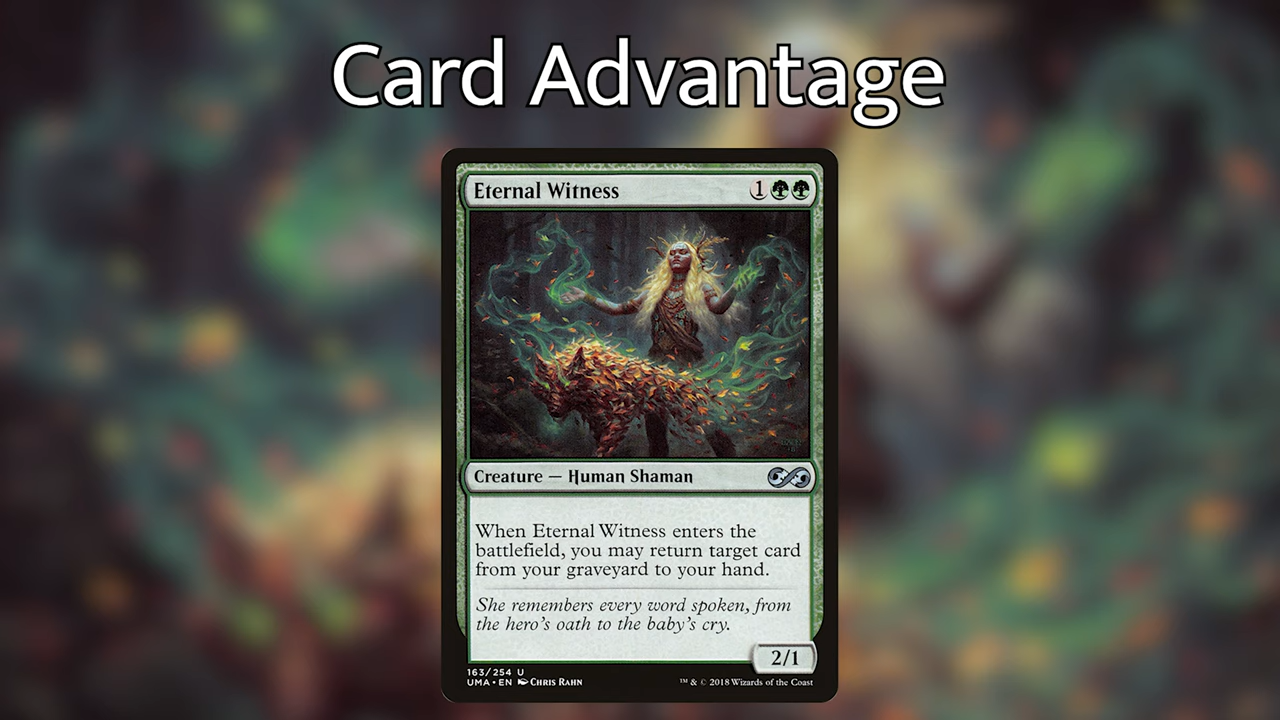 Card Advantage
Eternal Witness 1
Creature — Human Shaman
When Eternal Witness enters the
battlefield, you may return target card
from your graveyard to your hand.
She remembers every word spoken, from
the hero's oath to the baby's cry.
2/1
163/254 U
UMA • EN Chris Rahn
™ & © 2018 Wizards of the Coast